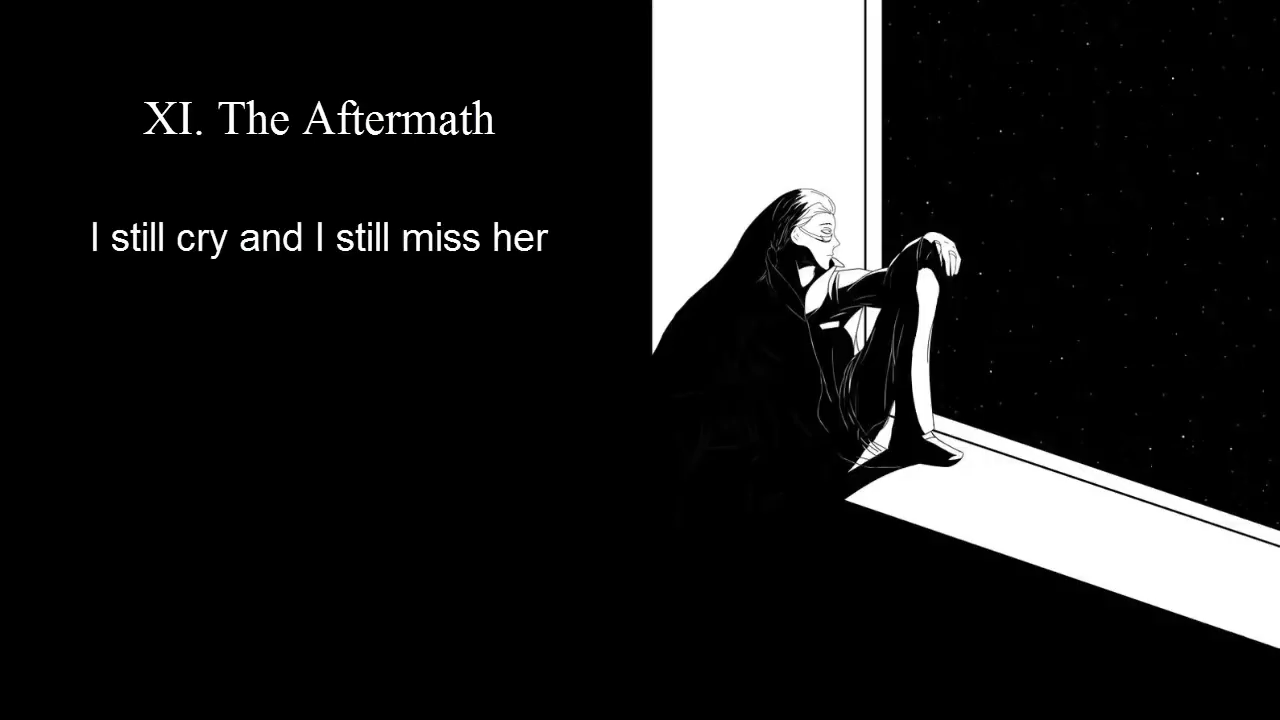 XI. The Aftermath
I still cry and I still miss her